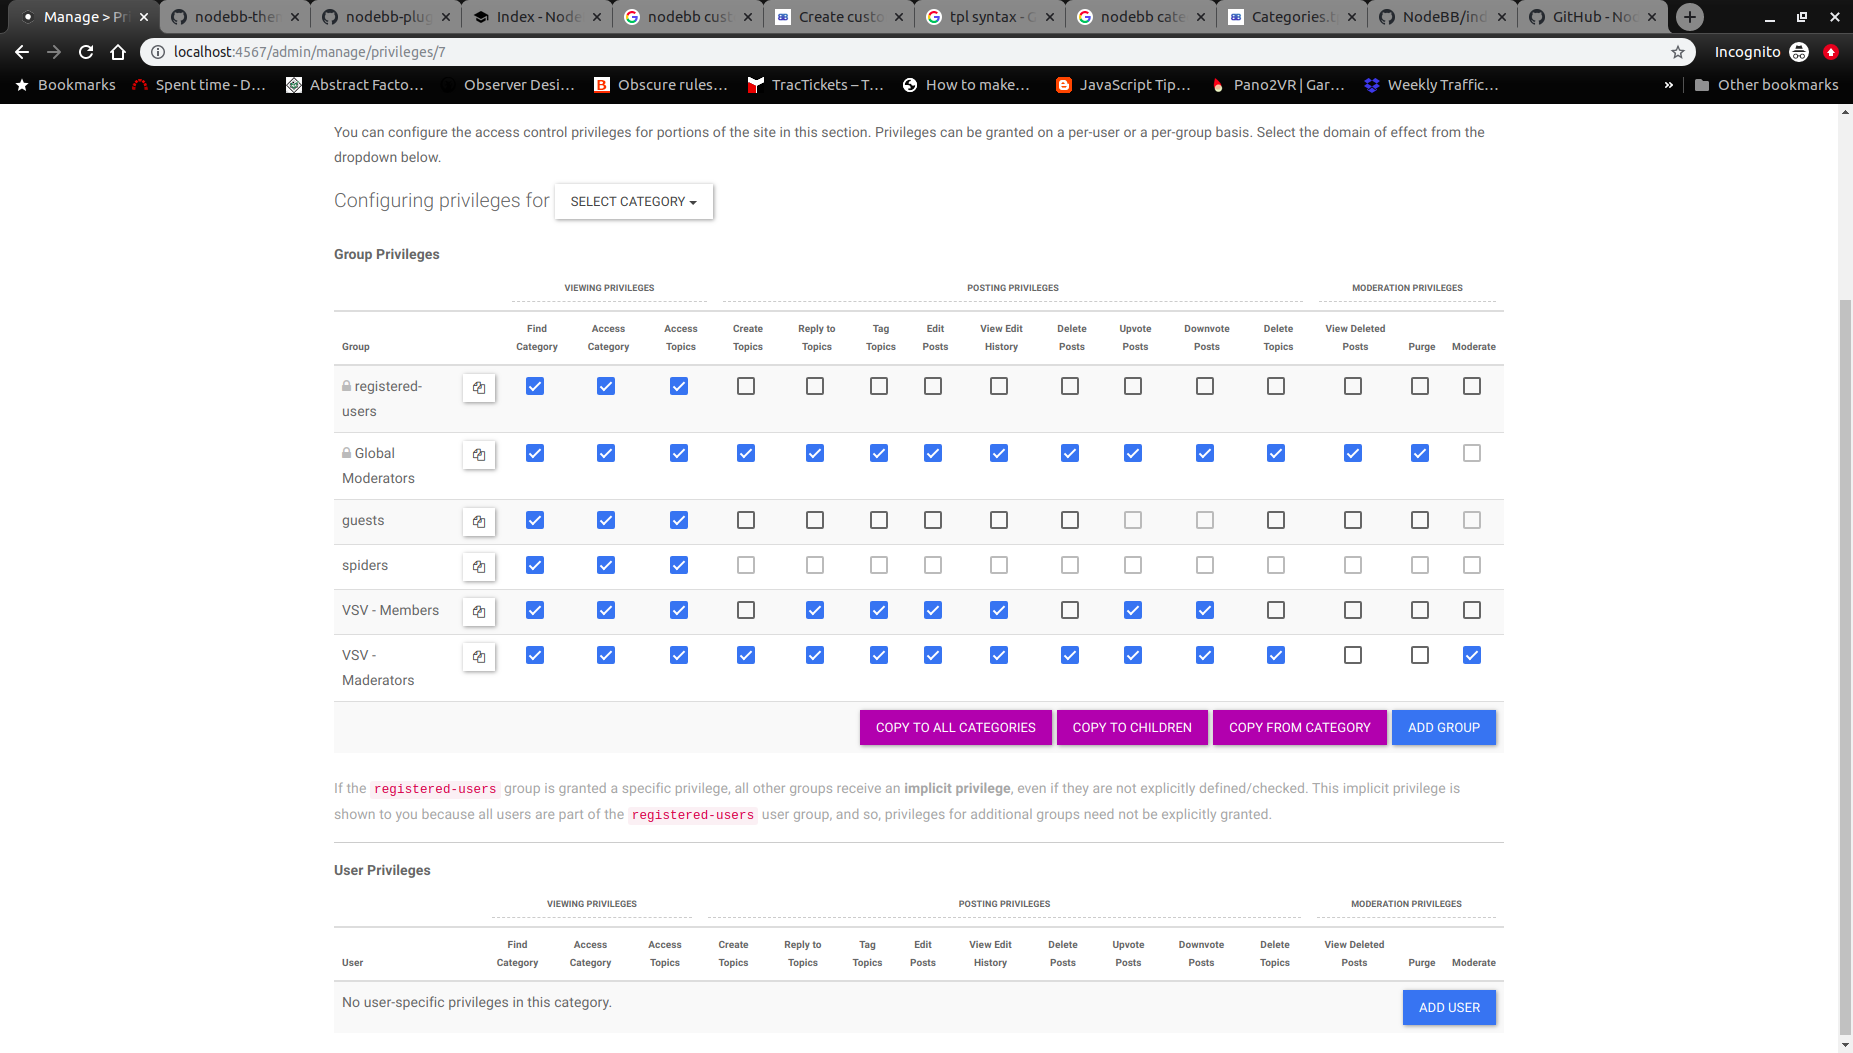 Manage > Pri
nodebb-then
nodebb-plug
Index - Node
nodebb cust
Create custo
tpl syntax - G
nodebb cate
Categories.t
NodeBB/ind
GitHub - Nod
localhost:4567/admin/manage/privileges/7
Incognito
Bookmarks
Spent time - D...
Abstract Facto...
Observer Desi...
Obscure rules...
TracTickets – T...
How to make...
JavaScript Tip...
Pano2VR | Gar...
Weekly Traffic...
»
Other bookmarks
You can configure the access control privileges for portions of the site in this section. Privileges can be granted on a per-user or a per-group basis. Select the domain of effect from the
dropdown below.
Configuring privileges for SELECT CATEGORY
Group Privileges
VIEWING PRIVILEGES POSTING PRIVILEGES MODERATION PRIVILEGES
Find Access Access Create Reply to Tag Edit View Edit Delete Upvote Downvote Delete View Deleted
Group Category Category Topics Topics Topics Topics Posts History Posts Posts Posts Topics Posts Purge Moderate
registered-
users
Global
Moderators
guests
spiders
VSV - Members
VSV -
Maderators
COPY TO ALL CATEGORIES COPY TO CHILDREN COPY FROM CATEGORY ADD GROUP
If the registered-users group is granted a specific privilege, all other groups receive an implicit privilege, even if they are not explicitly defined/checked. This implicit privilege is
shown to you because all users are part of the registered-users user group, and so, privileges for additional groups need not be explicitly granted.
User Privileges
VIEWING PRIVILEGES POSTING PRIVILEGES MODERATION PRIVILEGES
Find Access Access Create Reply to Tag Edit View Edit Delete Upvote Downvote Delete View Deleted
User Category Category Topics Topics Topics Topics Posts History Posts Posts Posts Topics Posts Purge Moderate
No user-specific privileges in this category.
ADD USER